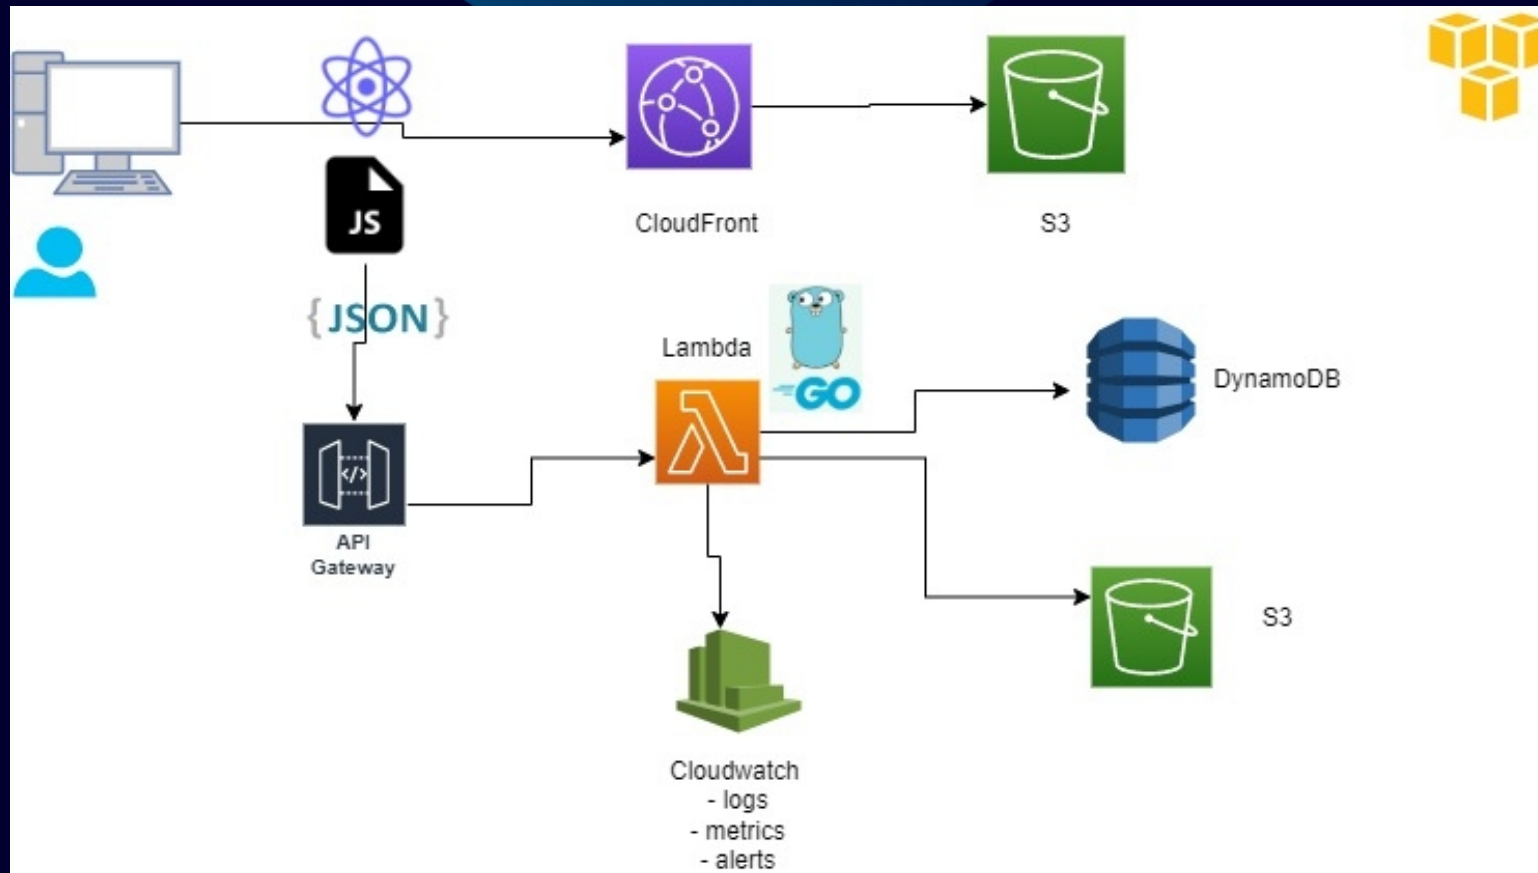 JS
CloudFront
S3
{JSON}
Lambda
GO
DynamoDB
</>
API
Gateway
S3
Cloudwatch
- logs
- metrics
- alerts